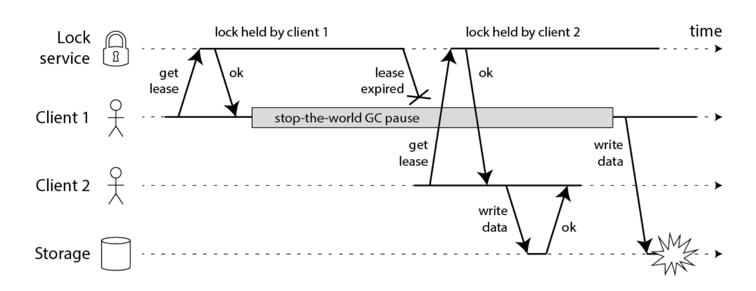 lock held by client 1
lock held by client 2
time
Lock
service
get
lease
ok
lease
expired
ok
Client 1
stop-the-world GC pause
get
lease
write
data
Client 2
write
data
ok
Storage